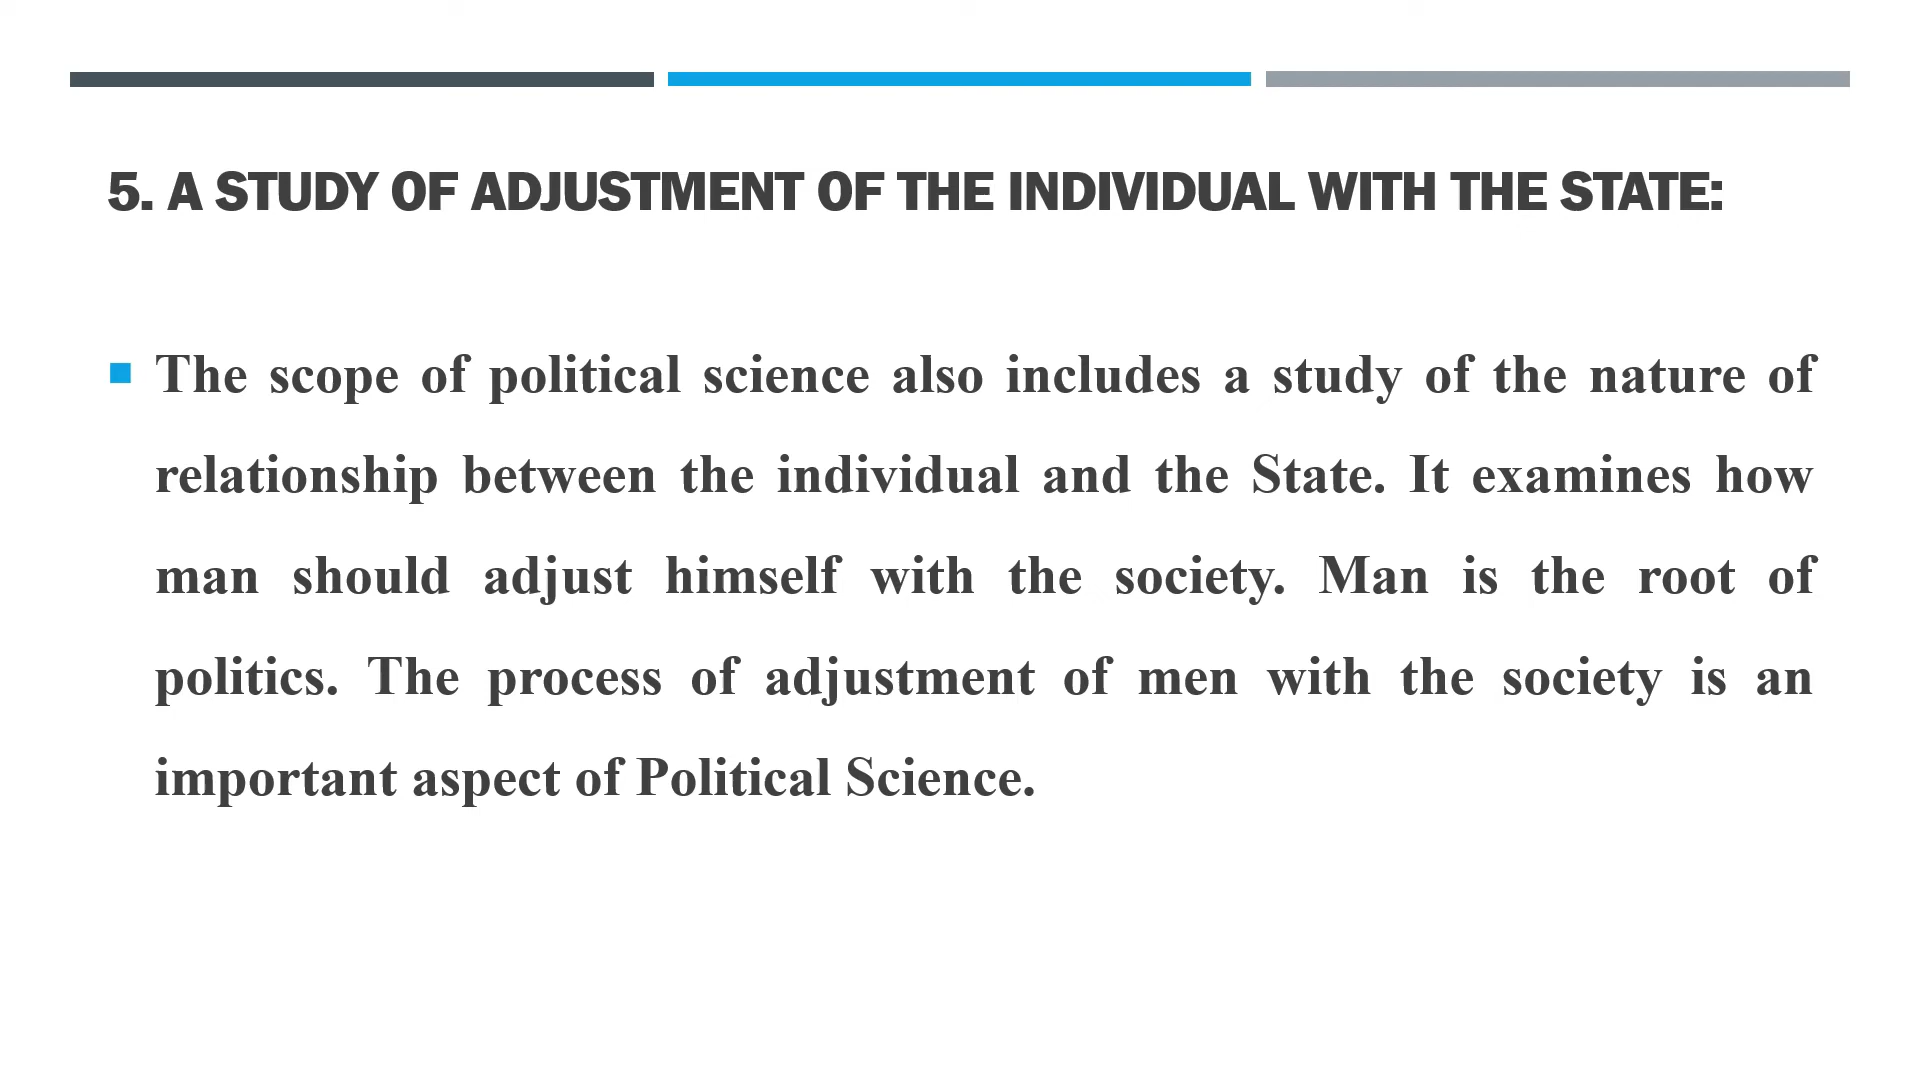 5. A STUDY OF ADJUSTMENT OF THE INDIVIDUAL WITH THE STATE:
The scope of political science also includes a study of the nature of
relationship between the individual and the State. It examines how
man should adjust himself with the society. Man is the root of
politics. The process of adjustment of men with the society is an
important aspect of Political Science.